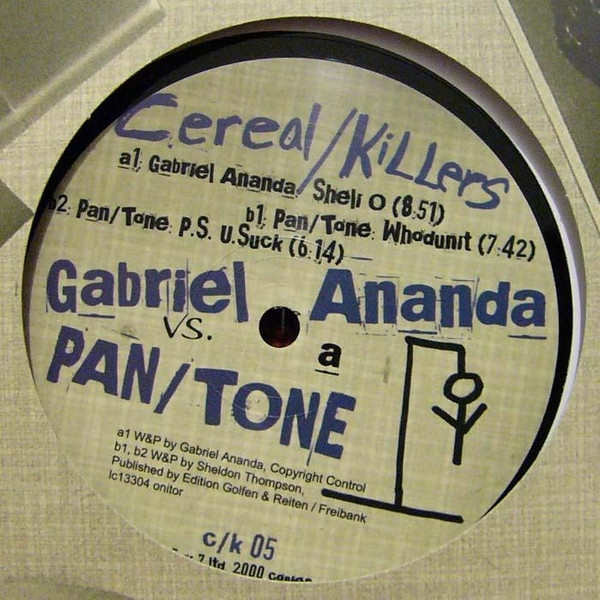 Cereal/Killers
a1: Gabriel Ananda: Sheli O (8:51)
b1: Pan/Tone: Whodunit (7:42)
b2: Pan/Tone: P.S. U.Suck (6:14)
Gabriel Ananda
VS.
a
PAN/TONE
a1 W&P by Gabriel Ananda, Copyright Control
b1, b2 W&P by Sheldon Thompson,
Published by Edition Golfen & Reiten / Freibank
lc13304 onitor
c/k 05
ltd. 2000